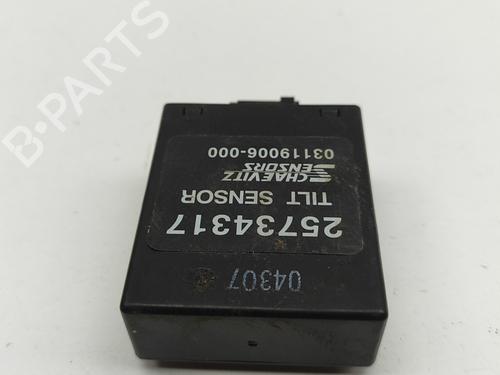 B-PARTS
25734317
TILT SENSOR
SCHAEVITZ
SENSORS
03119006-000
04307